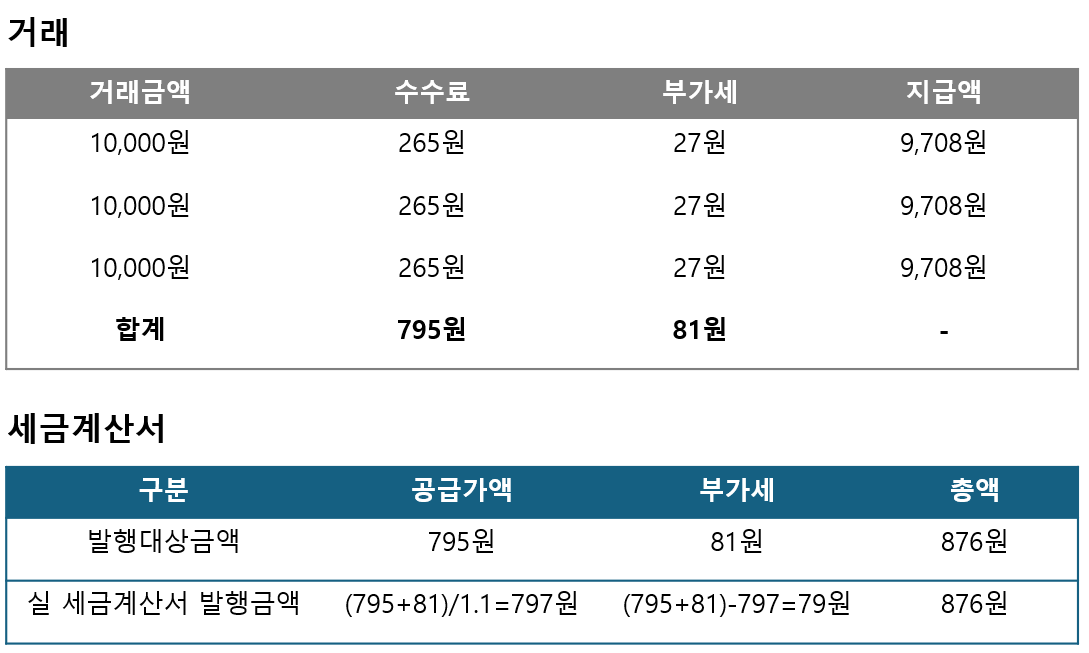 거래
거래금액 수수료 부가세 지급액
10,000원 265원 27원 9,708원
10,000원 265원 27원 9,708원
10,000원 265원 27원 9,708원
합계 795원 81원 -
세금계산서
구분 공급가액 부가세 총액
발행대상금액 795원 81원 876원
실 세금계산서 발행금액 (795+81)/1.1=797원 (795+81)-797=79원 876원